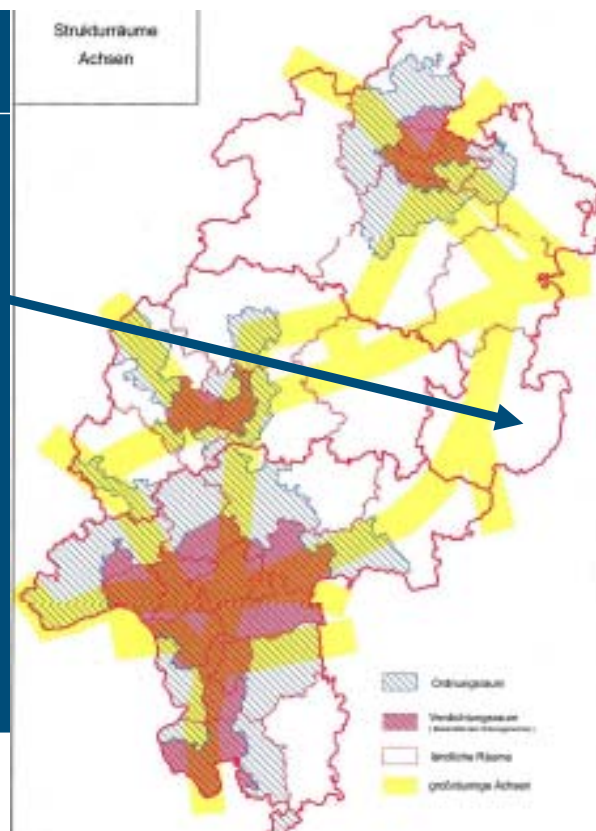 Strukturräume
Achsen
Ordnungsraum
Verdichtungsraum
ländliche Räume
großräumige Achsen